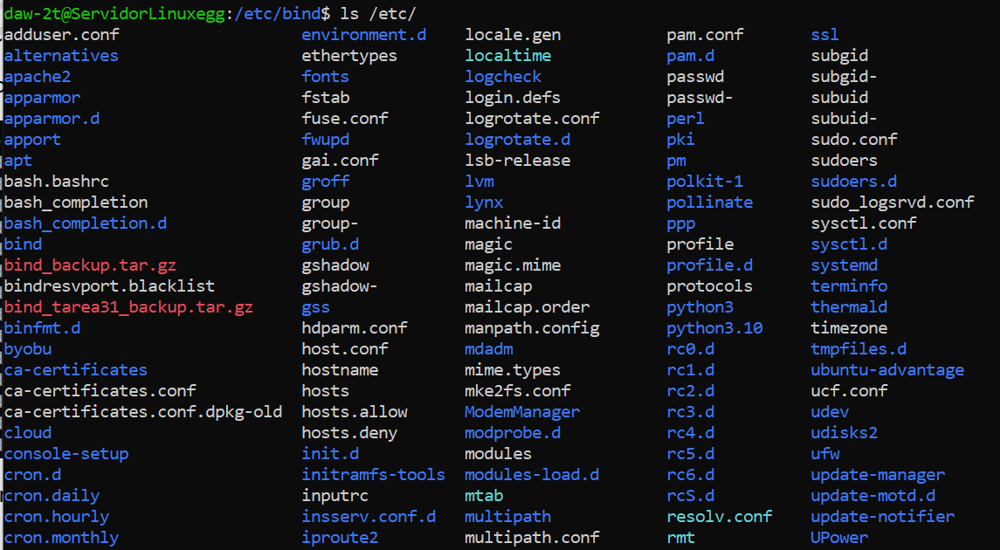 daw-2t@ServidorLinuxegg:/etc/bind$ ls /etc/
adduser.conf environment.d locale.gen pam.conf ssl
alternatives ethertypes localtime pam.d subgid
apache2 fonts logcheck passwd subgid-
apparmor fstab login.defs passwd- subuid
apparmor.d fuse.conf logrotate.conf perl subuid-
apport fwupd logrotate.d pki sudo.conf
apt gai.conf lsb-release pm sudoers
bash.bashrc groff lvm polkit-1 sudoers.d
bash_completion group lynx pollinate sudo_logsrvd.conf
bash_completion.d group- machine-id ppp sysctl.conf
bind grub.d magic profile sysctl.d
bind_backup.tar.gz gshadow magic.mime profile.d systemd
bindresvport.blacklist gshadow- mailcap protocols terminfo
bind_tarea31_backup.tar.gz gss mailcap.order python3 thermald
binfmt.d hdparm.conf manpath.config python3.10 timezone
byobu host.conf mdadm rc0.d tmpfiles.d
ca-certificates hostname mime.types rc1.d ubuntu-advantage
ca-certificates.conf hosts mke2fs.conf rc2.d ucf.conf
ca-certificates.conf.dpkg-old hosts.allow ModemManager rc3.d udev
cloud hosts.deny modprobe.d rc4.d udisks2
console-setup init.d modules rc5.d ufw
cron.d initramfs-tools modules-load.d rc6.d update-manager
cron.daily inputrc mtab rcS.d update-motd.d
cron.hourly insserv.conf.d multipath resolv.conf update-notifier
cron.monthly iproute2 multipath.conf rmt UPower